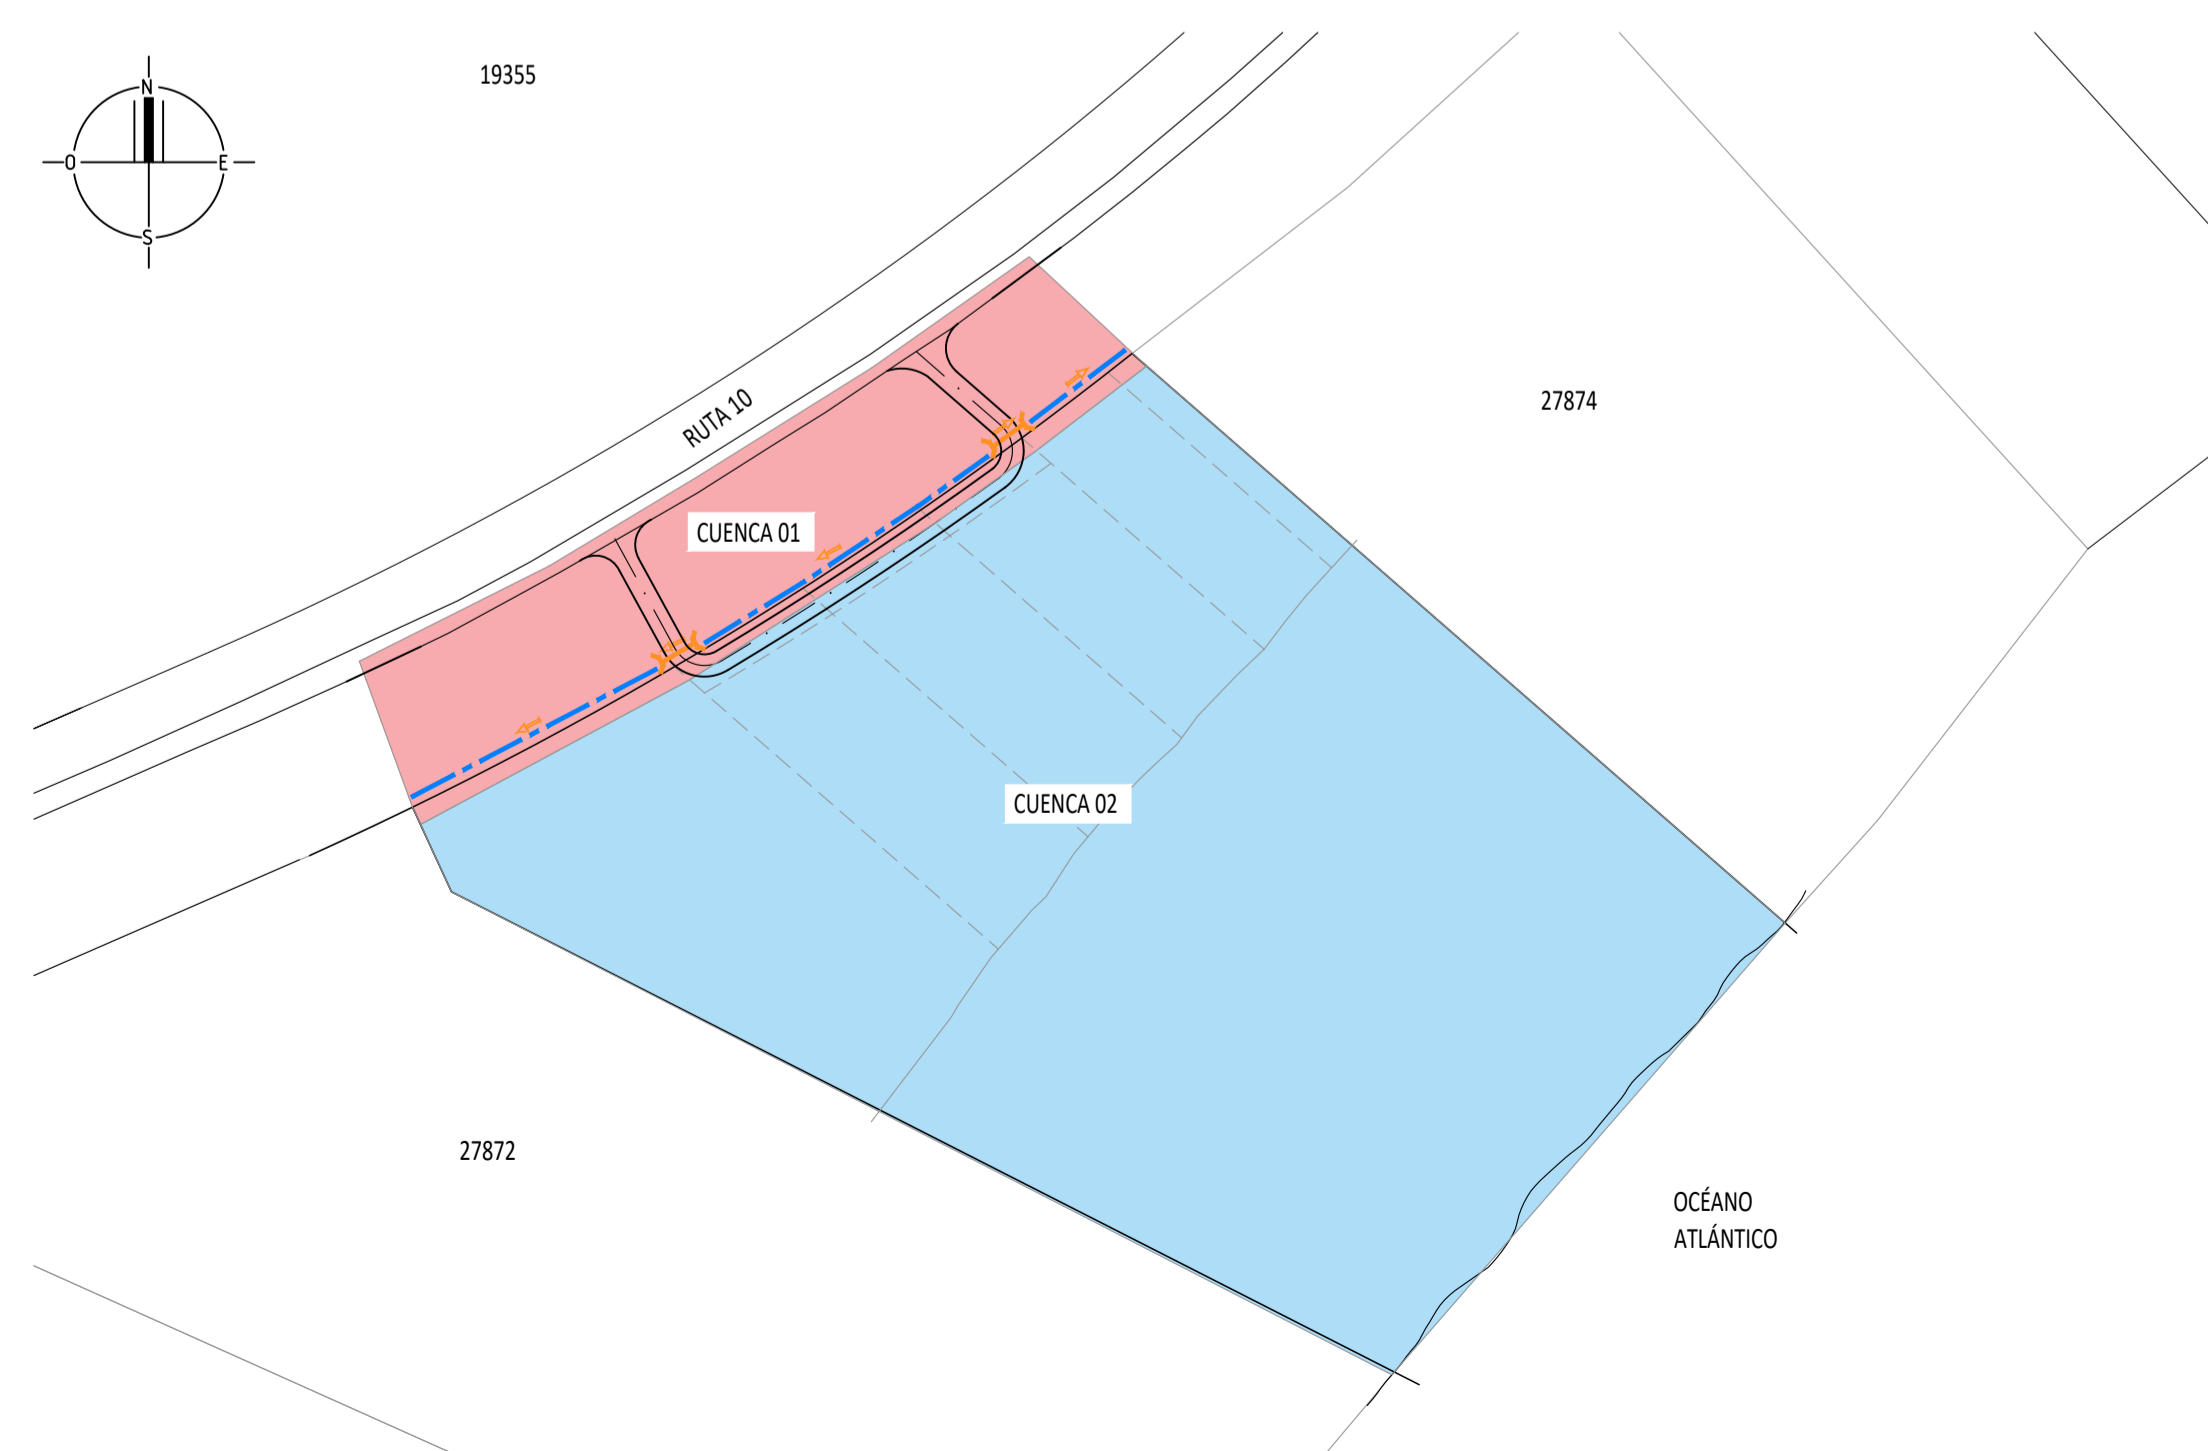 19355
N
O
E
S
RUTA 10
27874
CUENCA 01
CUENCA 02
27872
OCÉANO
ATLÁNTICO